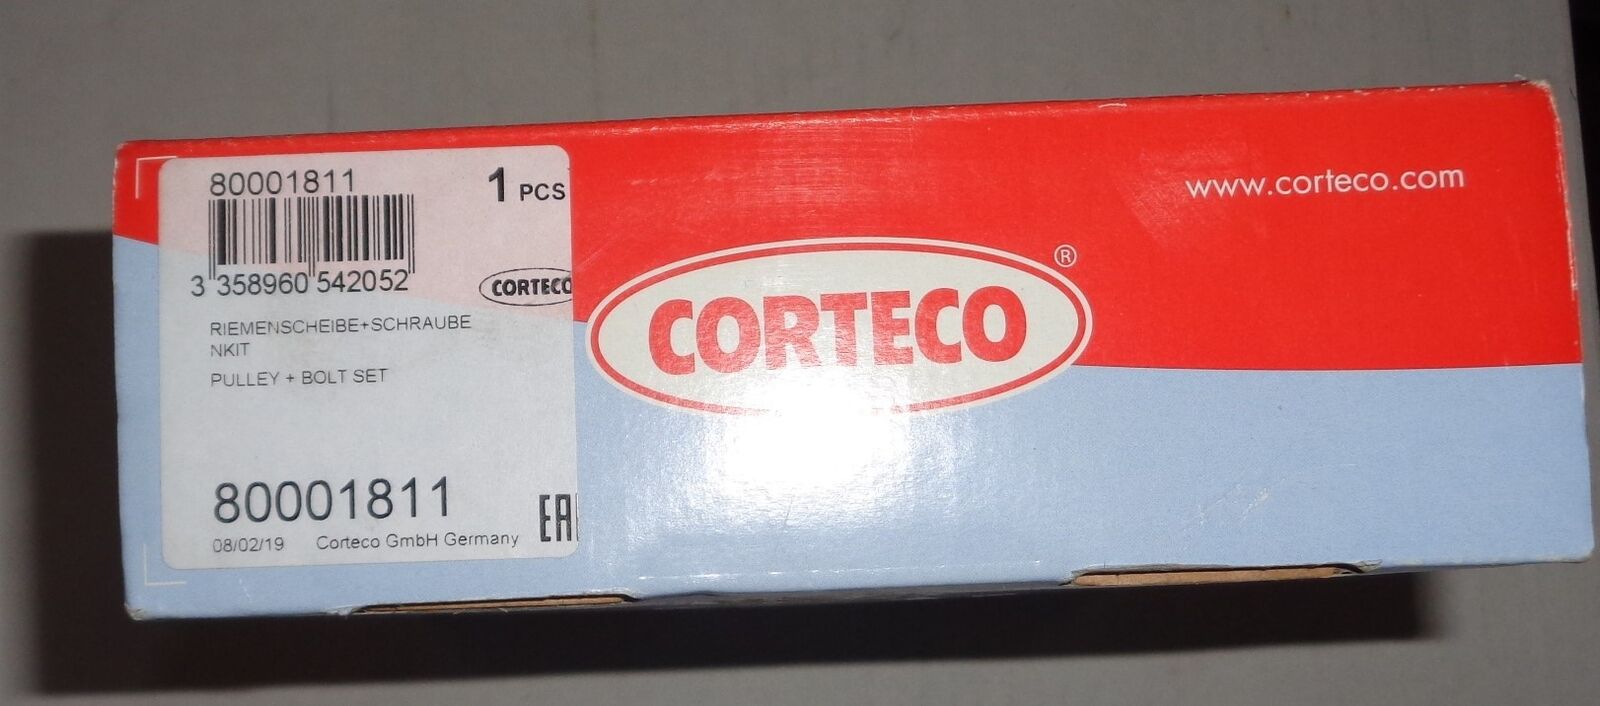 80001811
1 PCS
3 358960 542052
CORTECO
RIEMENSCHEIBE+SCHRAUBE
NKIT
PULLEY + BOLT SET
80001811
08/02/19 Corteco GmbH Germany
EAC
CORTECO ®
www.corteco.com